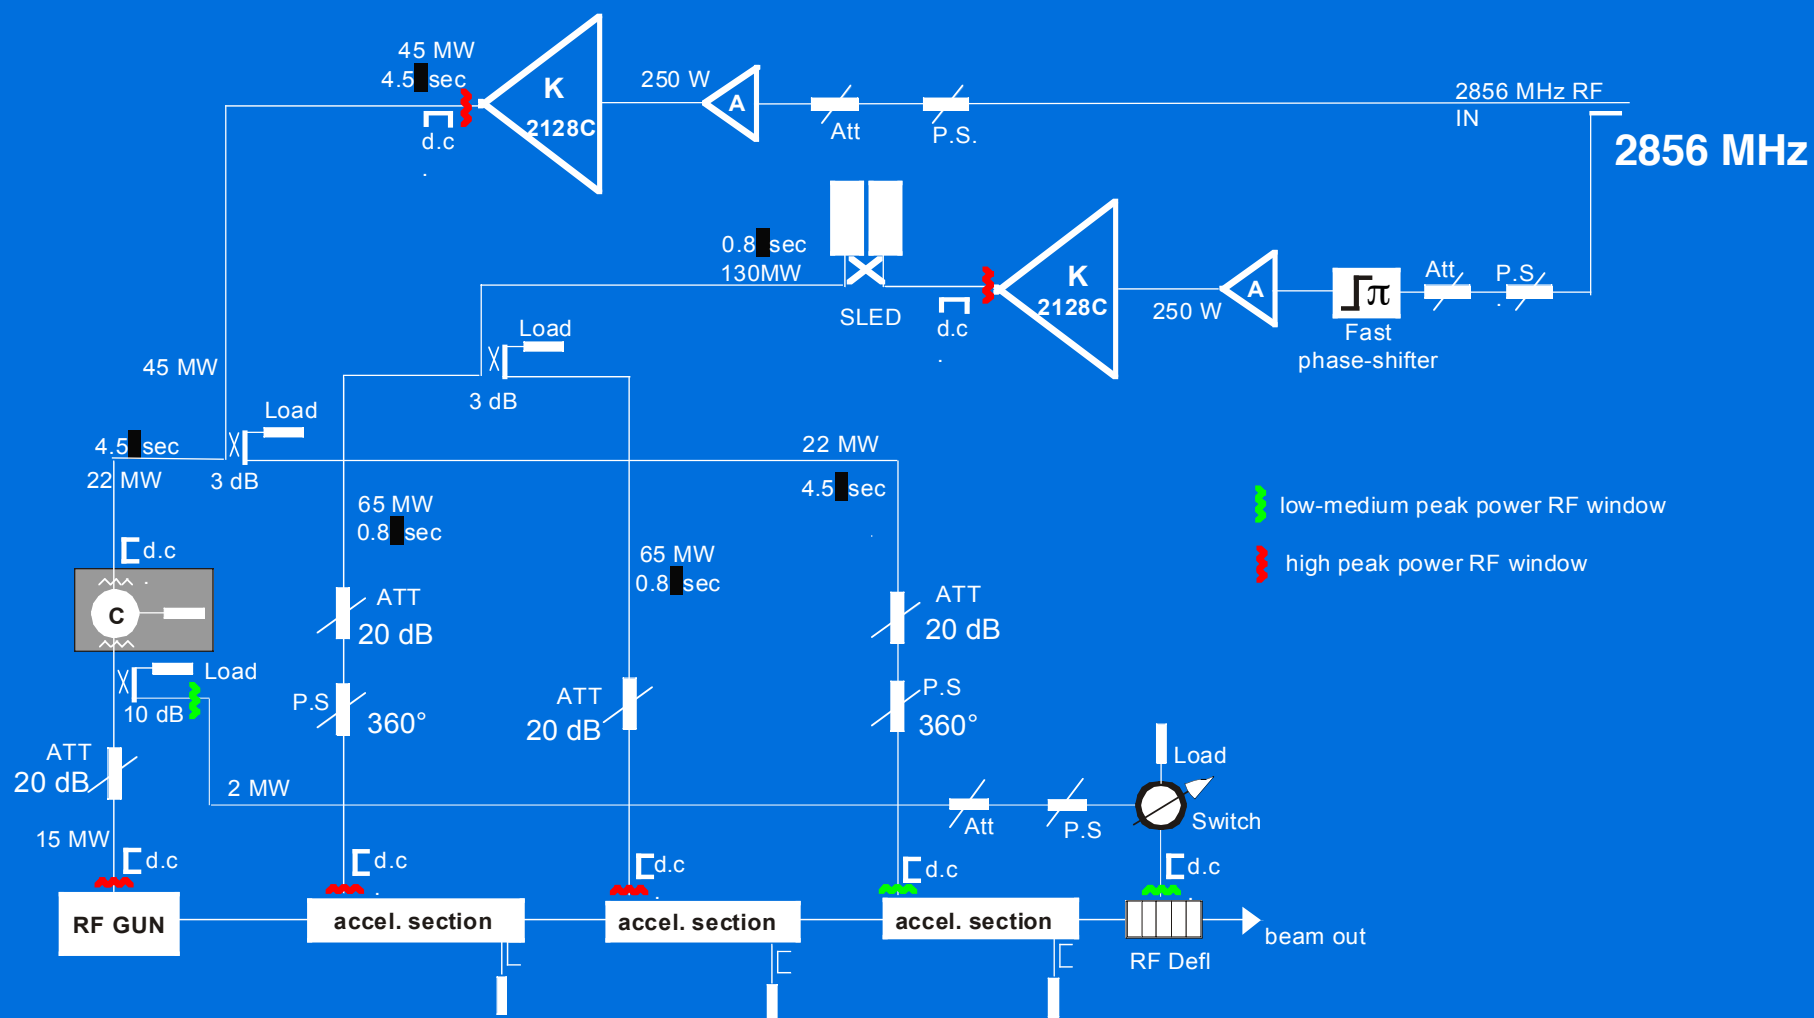 45 MW
4.5 sec
d.c
.
K
2128C
250 W
A
Att
P.S.
2856 MHz RF
IN
2856 MHz
0.8 sec
130MW
SLED
d.c
.
K
2128C
250 W
A
π
Fast
phase-shifter
Att
P.S
.
Load
3 dB
45 MW
Load
4.5 sec
22 MW
3 dB
22 MW
4.5 sec
.
65 MW
0.8 sec
65 MW
0.8 sec
low-medium peak power RF window
high peak power RF window
d.c
.
C
Load
10 dB
ATT
20 dB
P.S
360°
ATT
20 dB
ATT
20 dB
P.S
360°
ATT
20 dB
2 MW
15 MW
Att
P.S
Load
Switch
d.c
d.c
.
d.c
.
d.c
d.c
.
RF GUN
accel. section
accel. section
accel. section
RF Defl
beam out